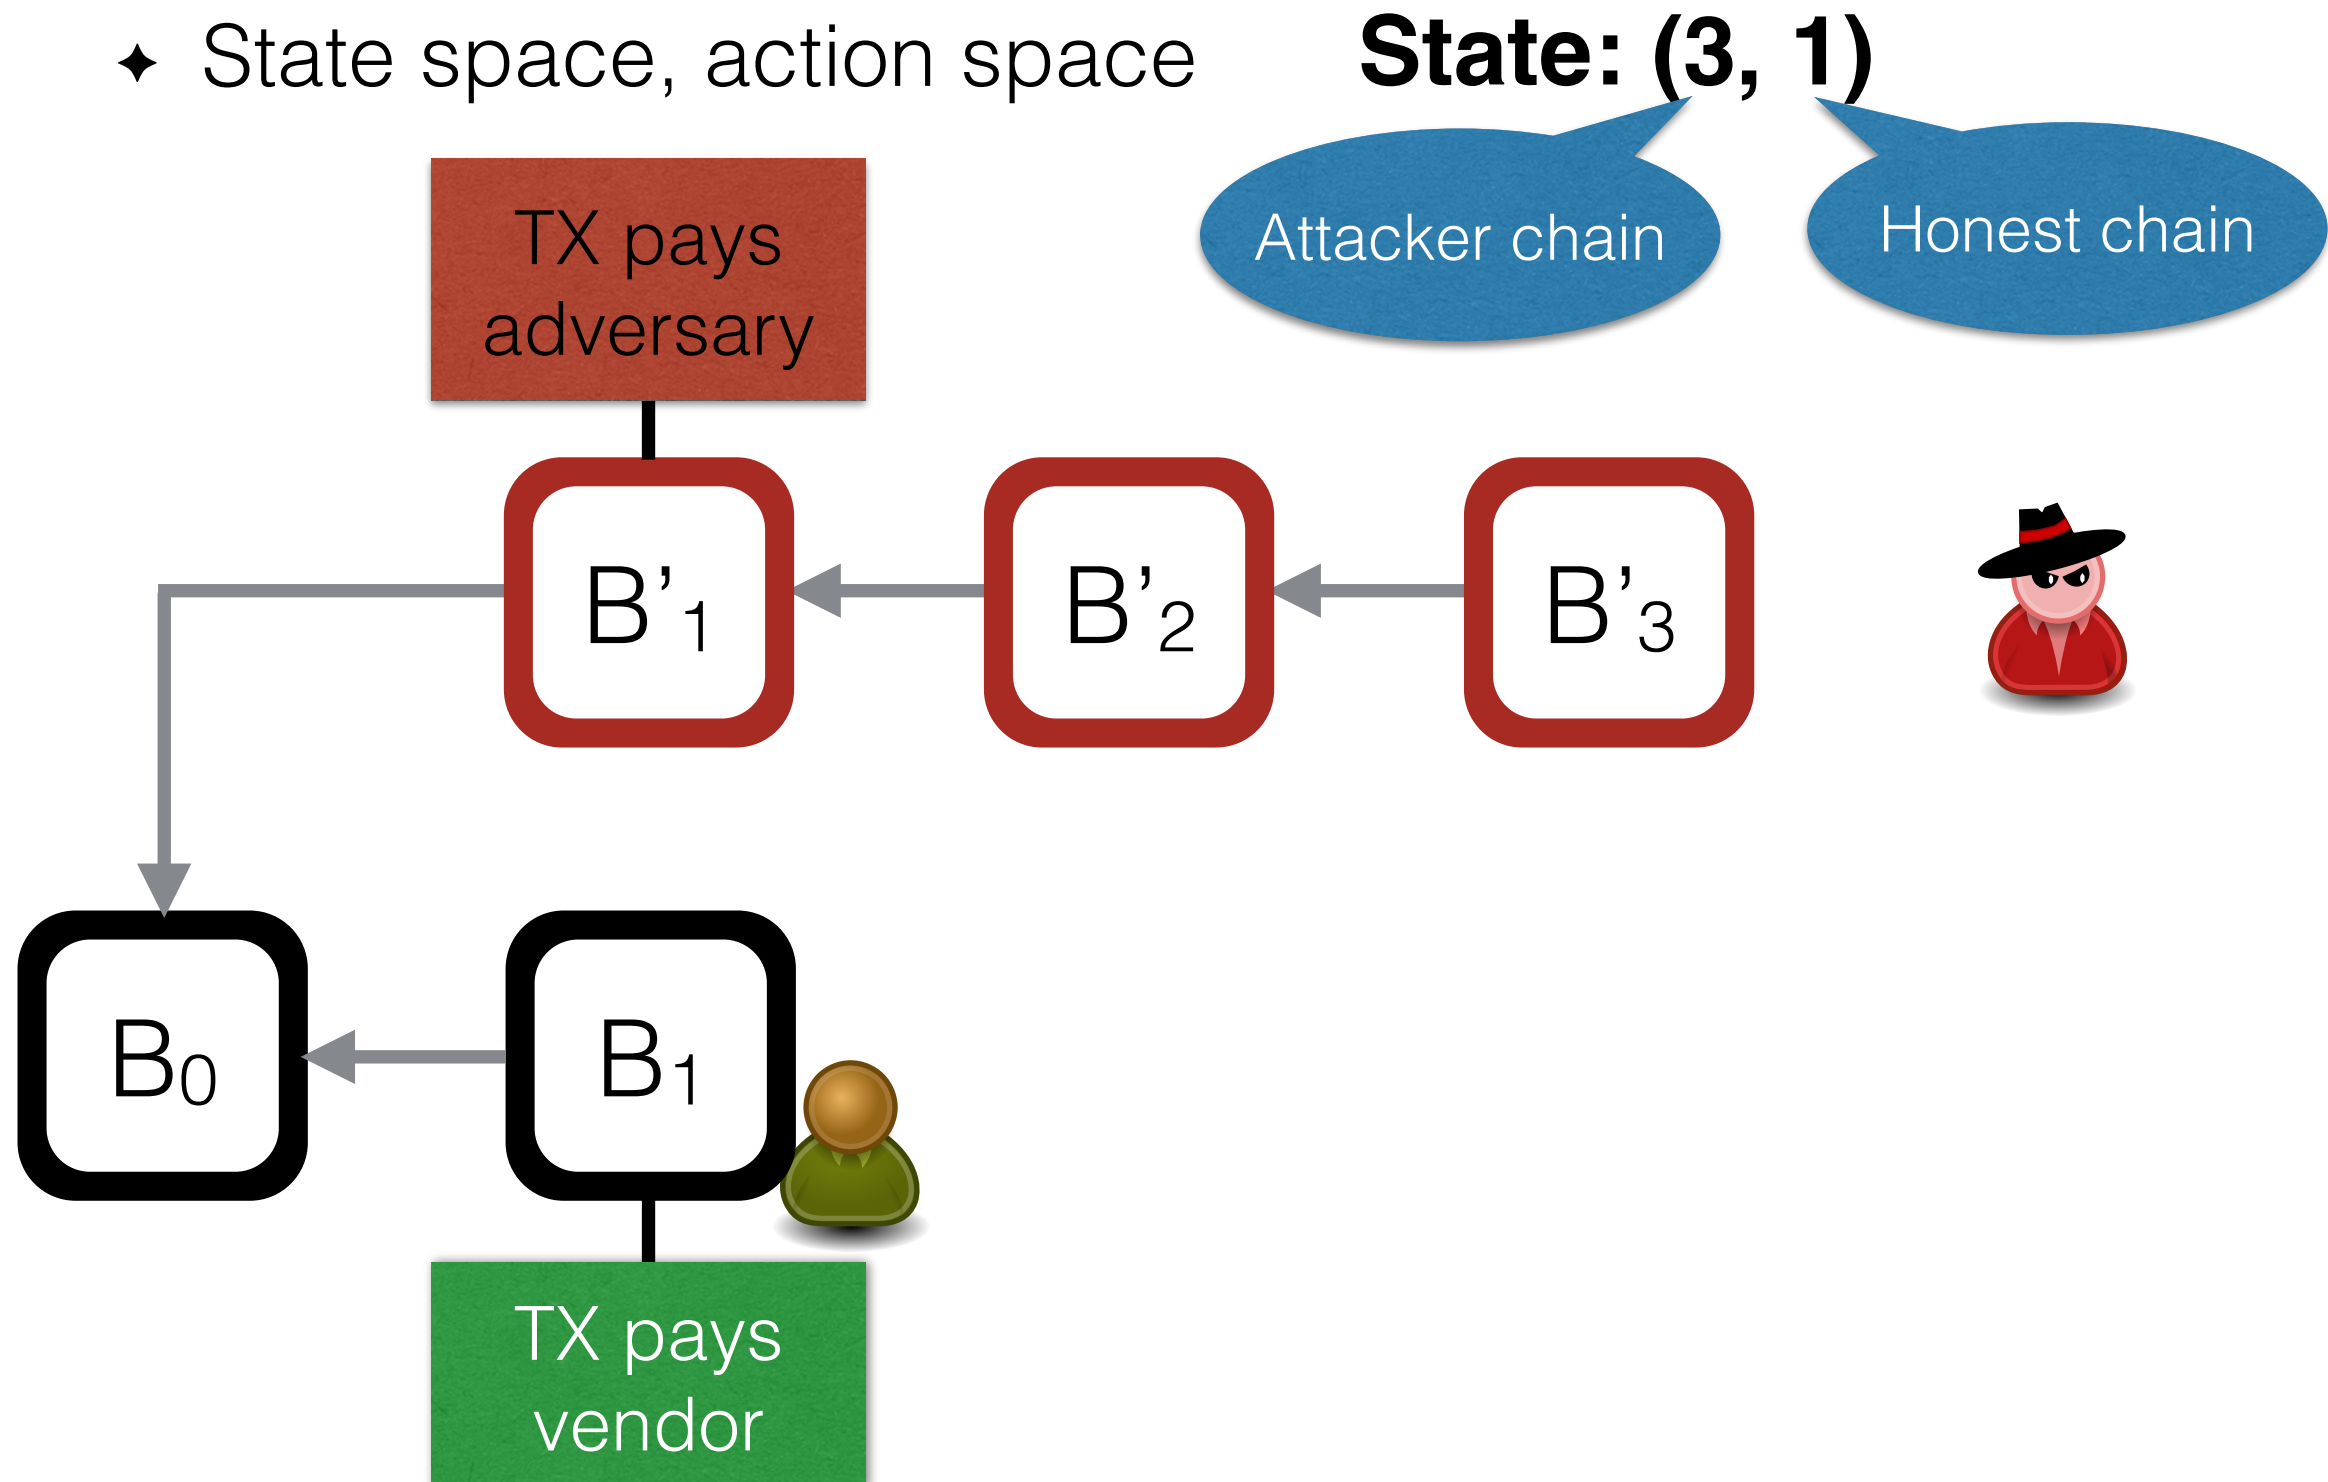 ✦ State space, action space
State: (3, 1)
Attacker chain
Honest chain
TX pays
adversary
B’1
B’2
B’3
B0
B1
TX pays
vendor